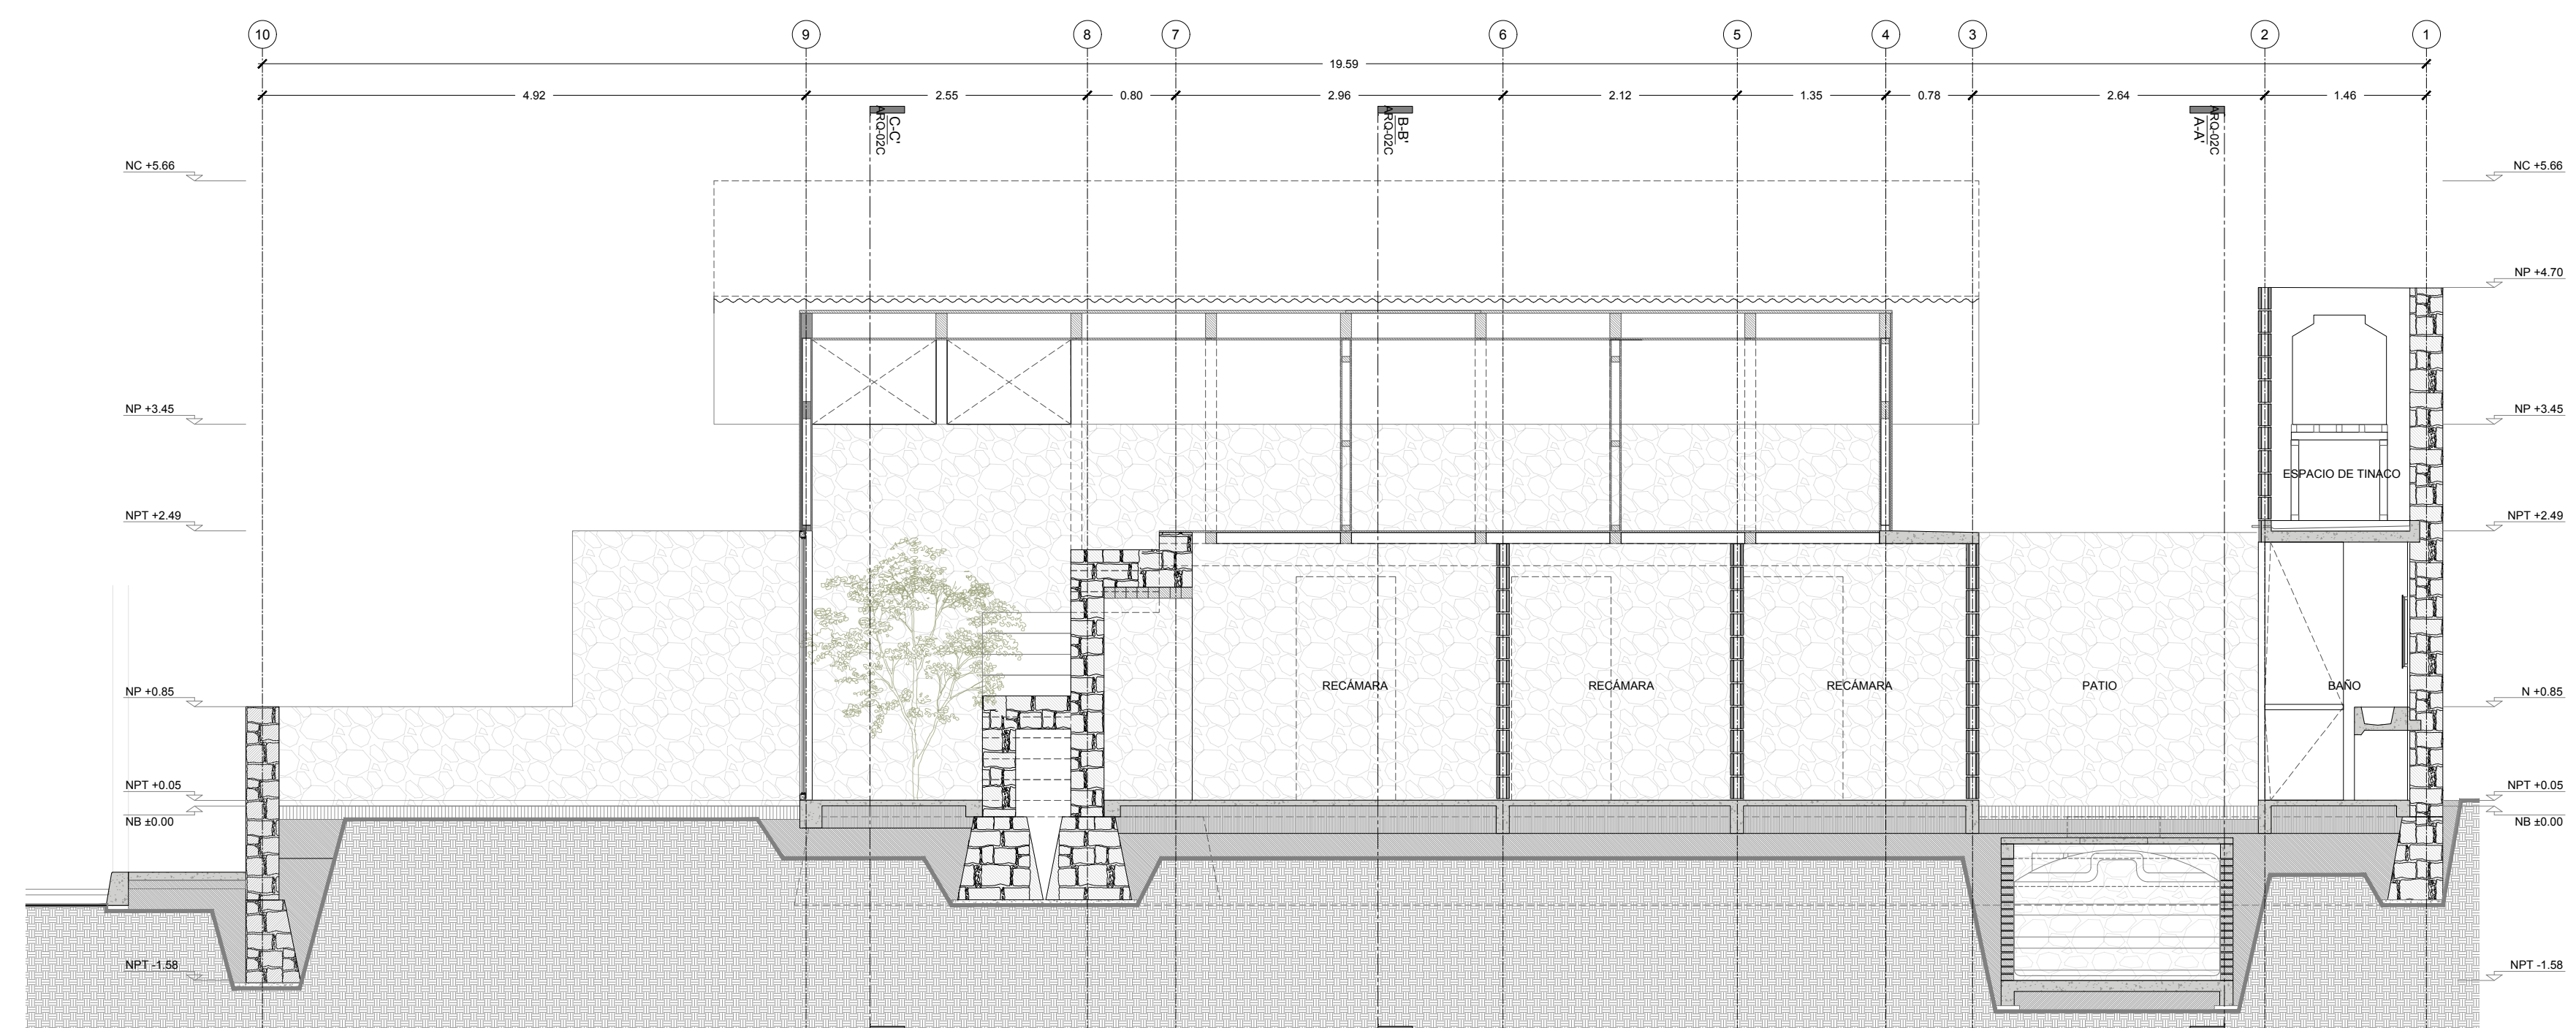 10 9 8 7 6 5 4 3 2 1
19.59
4.92 2.55 0.80 2.96 2.12 1.35 0.78 2.64 1.46
C-C'
ARQ-02C
B-B'
ARQ-02C
ARQ-02C
A-A'
NC +5.66 NC +5.66
NP +4.70
NP +3.45 NP +3.45
ESPACIO DE TINACO
NPT +2.49 NPT +2.49
RECÁMARA RECÁMARA RECÁMARA PATIO BAÑO
NP +0.85 N +0.85
NPT +0.05 NPT +0.05
NB ±0.00 NB ±0.00
NPT -1.58 NPT -1.58